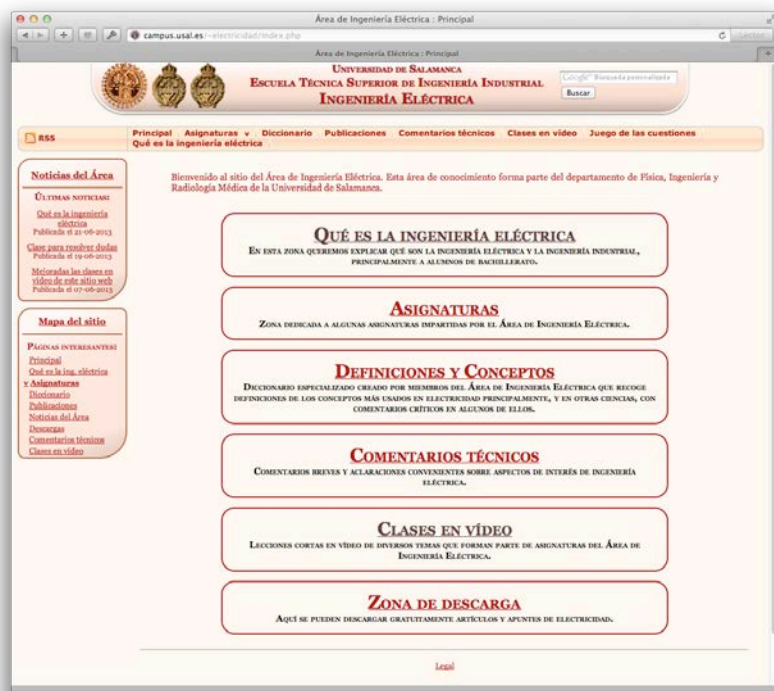 Área de Ingeniería Eléctrica : Principal
campus.usal.es/~electricidad/index.php
Lector
Área de Ingeniería Eléctrica : Principal
Universidad de Salamanca
Escuela Técnica Superior de Ingeniería Industrial
Ingeniería Eléctrica
Google Búsqueda personalizada
Buscar
RSS
Principal Asignaturas v Diccionario Publicaciones Comentarios técnicos Clases en vídeo Juego de las cuestiones
Qué es la ingeniería eléctrica
Noticias del Área
Últimas noticias:
Qué es la ingeniería
eléctrica
Publicada el 21-06-2013
Clase para resolver dudas
Publicada el 19-06-2013
Mejoradas las clases en
vídeo de este sitio web
Publicada el 07-06-2013
Mapa del sitio
Páginas interesantes:
Principal
Qué es la ing. eléctrica
v Asignaturas
Diccionario
Publicaciones
Noticias del Área
Descargas
Comentarios técnicos
Clases en vídeo
Bienvenido al sitio del Área de Ingeniería Eléctrica. Esta área de conocimiento forma parte del departamento de Física, Ingeniería y
Radiología Médica de la Universidad de Salamanca.
Qué es la ingeniería eléctrica
En esta zona queremos explicar qué son la ingeniería eléctrica y la ingeniería industrial,
principalmente a alumnos de bachillerato.
Asignaturas
Zona dedicada a algunas asignaturas impartidas por el Área de Ingeniería Eléctrica.
Definiciones y Conceptos
Diccionario especializado creado por miembros del Área de Ingeniería Eléctrica que recoge
definiciones de los conceptos más usados en electricidad principalmente, y en otras ciencias, con
comentarios críticos en algunos de ellos.
Comentarios técnicos
Comentarios breves y aclaraciones convenientes sobre aspectos de interés de ingeniería
eléctrica.
Clases en vídeo
Lecciones cortas en vídeo de diversos temas que forman parte de asignaturas del Área de
Ingeniería Eléctrica.
Zona de descarga
Aquí se pueden descargar gratuitamente artículos y apuntes de electricidad.
Legal